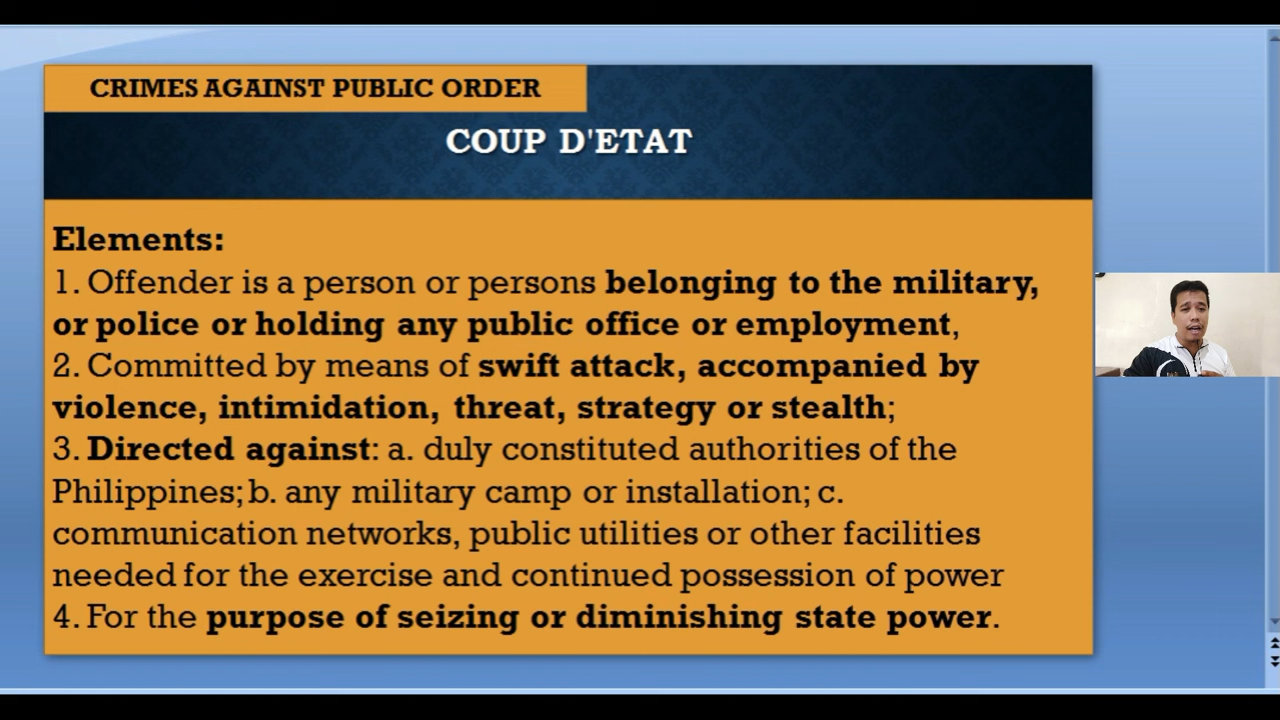 CRIMES AGAINST PUBLIC ORDER
COUP D'ETAT
Elements:
1. Offender is a person or persons belonging to the military,
or police or holding any public office or employment,
2. Committed by means of swift attack, accompanied by
violence, intimidation, threat, strategy or stealth;
3. Directed against: a. duly constituted authorities of the
Philippines; b. any military camp or installation; c.
communication networks, public utilities or other facilities
needed for the exercise and continued possession of power
4. For the purpose of seizing or diminishing state power.